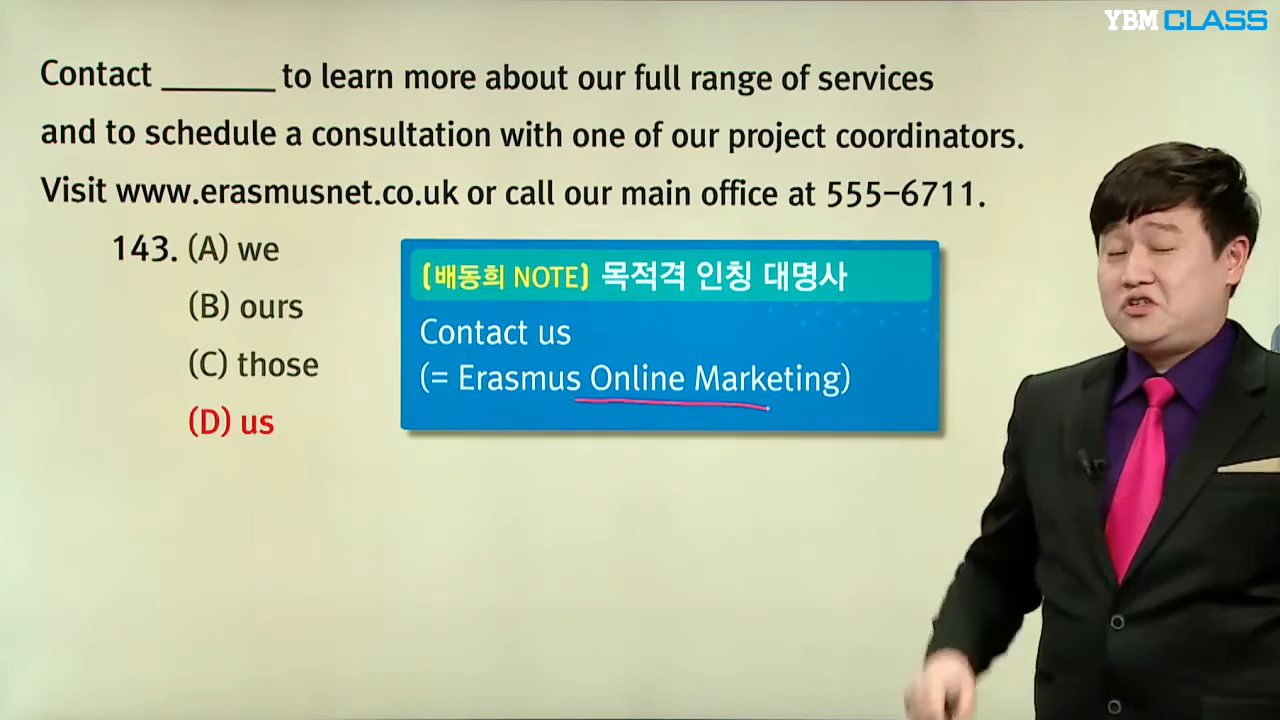 YBM CLASS
Contact ______ to learn more about our full range of services
and to schedule a consultation with one of our project coordinators.
Visit www.erasmusnet.co.uk or call our main office at 555-6711.
143. (A) we
(B) ours
(C) those
(D) us
[배동희 NOTE] 목적격 인칭 대명사
Contact us
(= Erasmus Online Marketing)